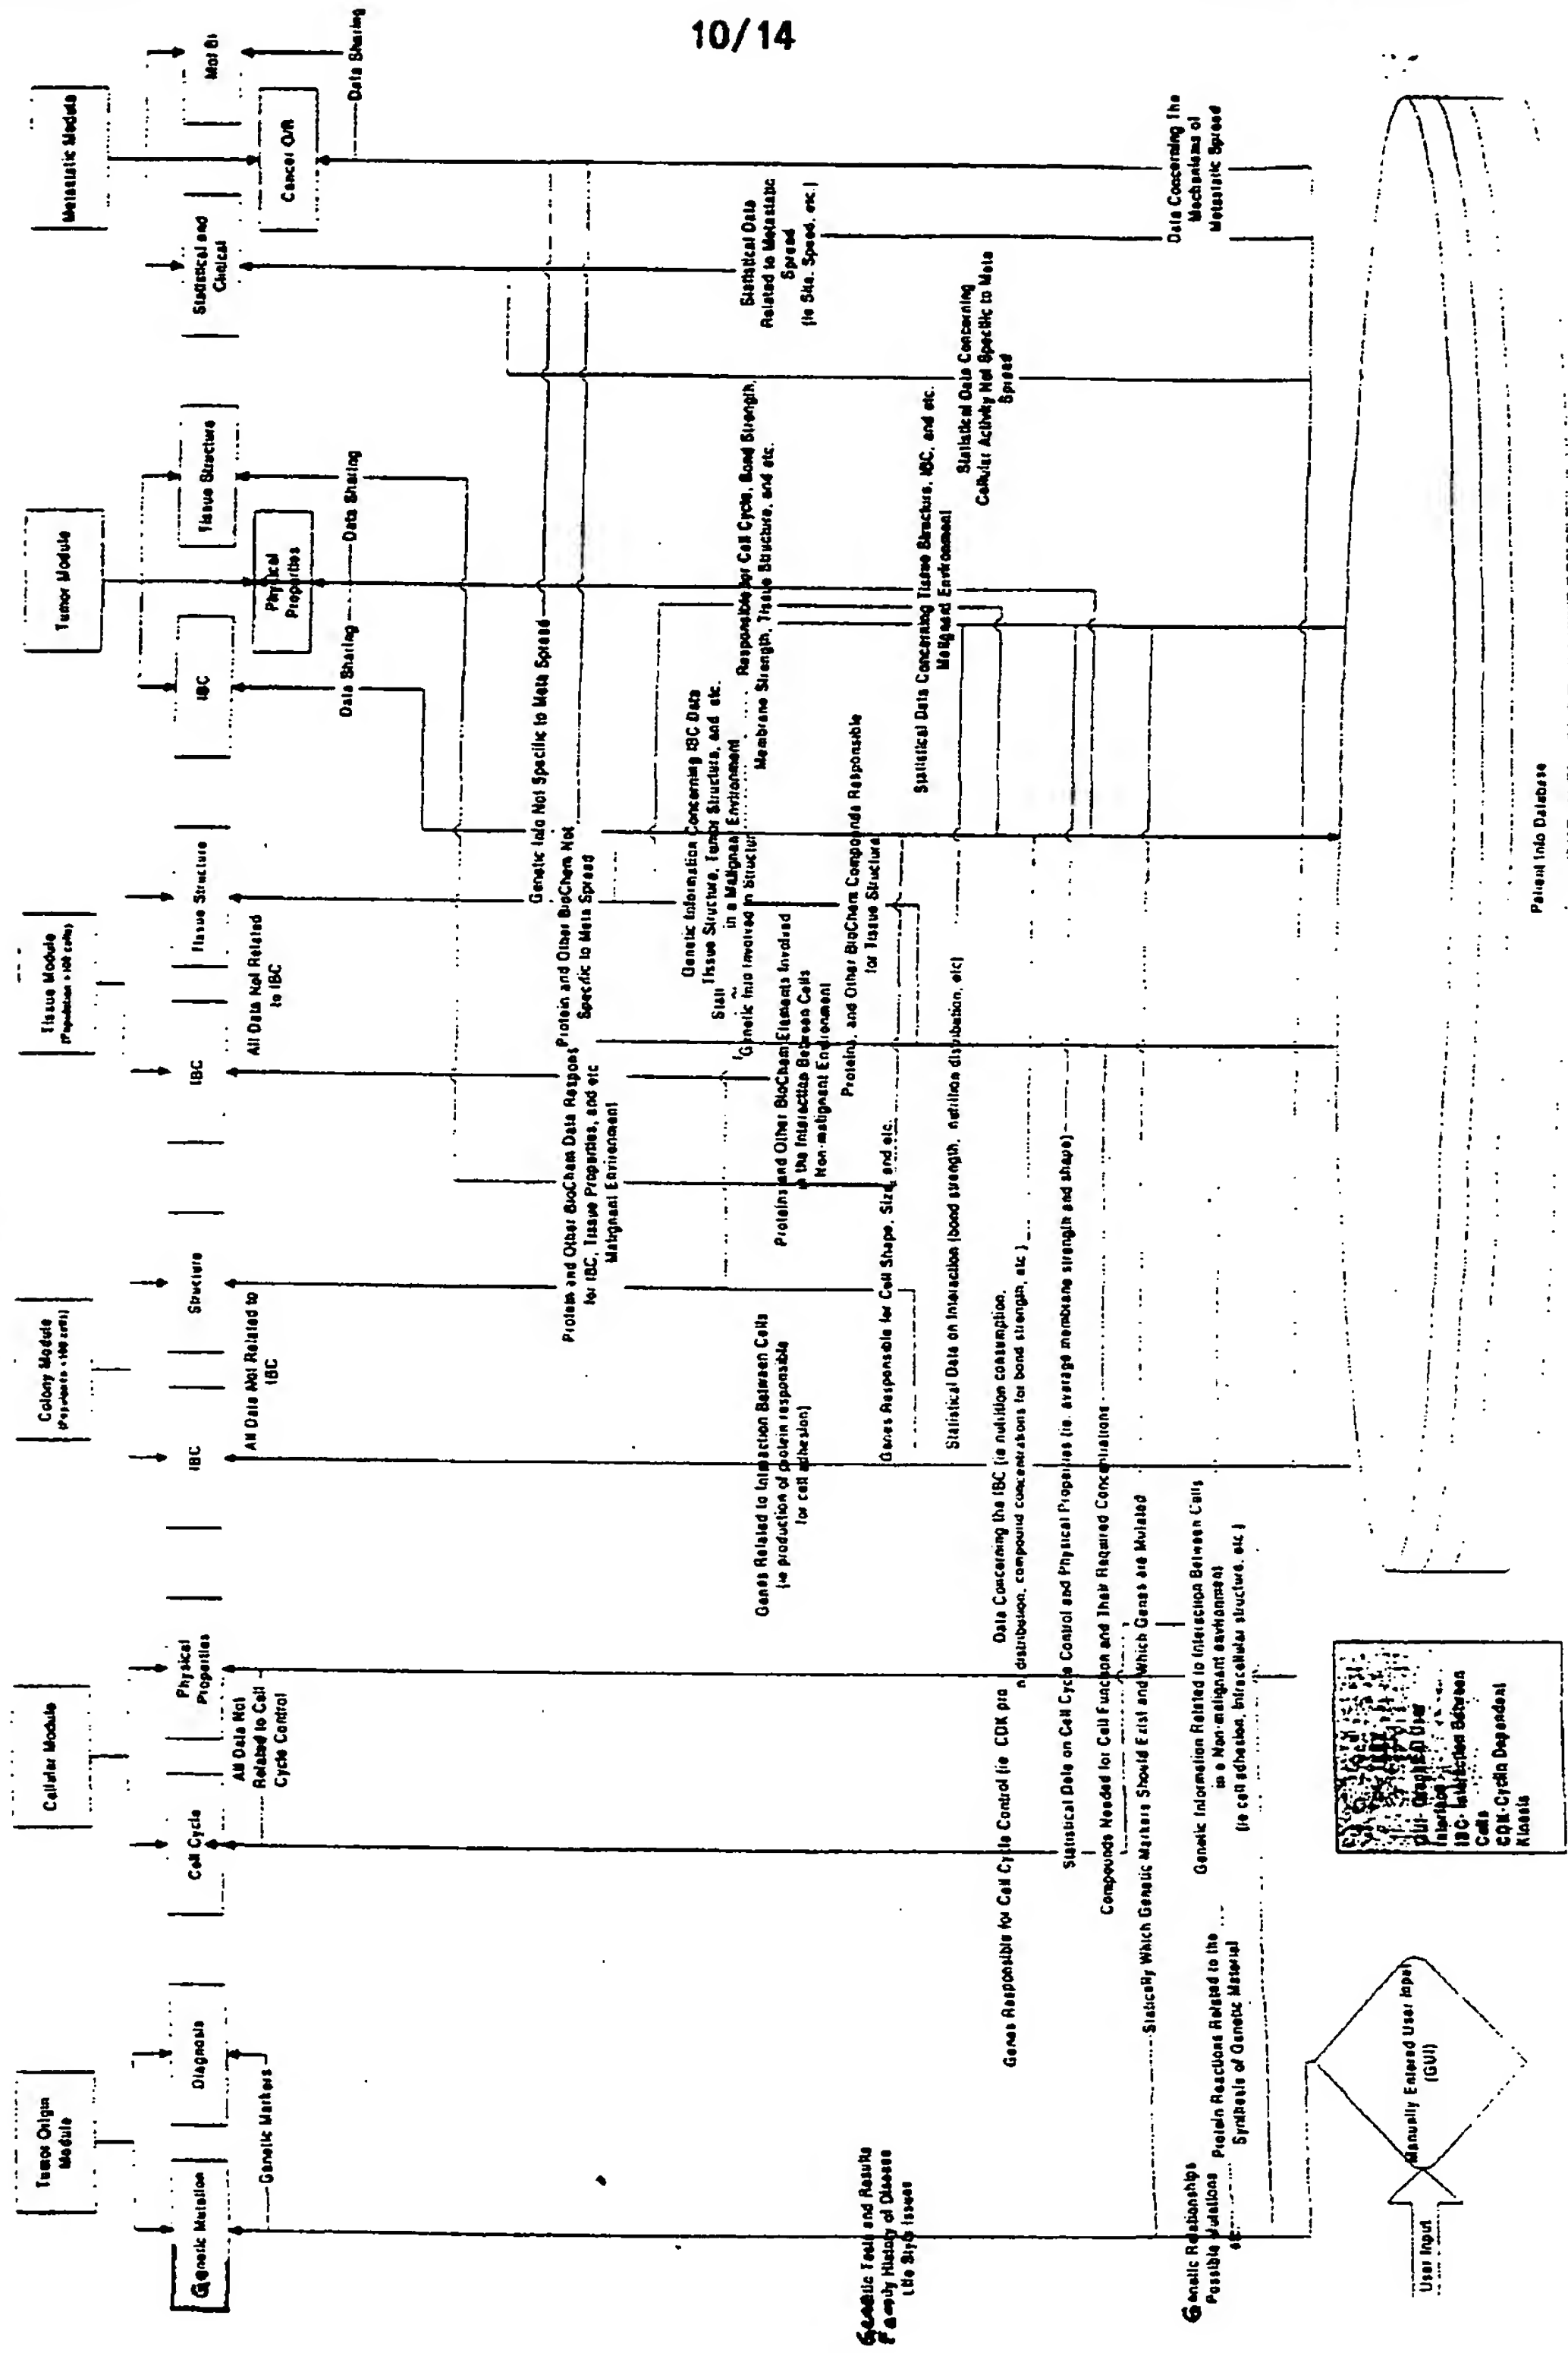 10/14
Tumor Origin
Module
Genetic Mutation
Diagnosis
Genetic Markers
Cellular Module
Cell Cycle
Physical
Properties
All Data Not
Related to Cell
Cycle Control
Colony Module
IBC
Structure
All Data Not Related to
IBC
Tissue Module
(Population >100 cells)
IBC
Tissue Structure
All Data Not Related
to IBC
Tumor Module
IBC
Physical
Properties
Tissue Structure
Data Sharing
Data Sharing
Metastatic Module
Statistical and
Clinical
Cancer O/R
Mol Bi
Data Sharing
Genetic Info Not Specific to Meta Spread
Protein and Other BioChem Not
Specific to Meta Spread
Protein and Other BioChem Data Respons
for IBC, Tissue Properties, and etc
Malignant Environment
Genetic Information Concerning IBC Data
Tissue Structure, Tumor Structure, and etc.
in a Malignant Environment
Genetic Info Involved in Structure
Responsible for Cell Cycle, Bond Strength,
Membrane Strength, Tissue Structure, and etc.
Statistical Data
Related to Metastatic
Spread
(ie Site, Speed, etc.)
Data Concerning The
Mechanisms of
Metastatic Spread
Statistical Data Concerning
Cellular Activity Not Specific to Meta
Spread
Statistical Data Concerning Tissue Structure, IBC, and etc.
Malignant Environment
Proteins and Other BioChem Elements Involved
in the Interaction Between Cells
Non-malignant Environment
Proteins, and Other BioChem Compounds Responsible
for Tissue Structure
Genes Related to Interaction Between Cells
(ie production of protein responsible
for cell adhesion)
Genes Responsible for Cell Shape, Size, and etc.
Statistical Data on Interaction (bond strength, nutrition distribution, etc)
Genes Responsible for Cell Cycle Control (ie CDK pro
Data Concerning the IBC (ie nutrition consumption,
n distribution, compound concentrations for bond strength, etc)
Statistical Data on Cell Cycle Control and Physical Properties (ie. average membrane strength and shape)
Compounds Needed for Cell Function and Their Required Concentrations
Statically Which Genetic Markers Should Exist and Which Genes are Mutated
Genetic Information Related to Interaction Between Cells
in a Non-malignant environment
(ie cell adhesion, Intracellular structure, etc)
Genetic Tests and Results
Family History of Disease
Life Style Issues
Genetic Relationships
Possible Mutations
etc
Protein Reactions Related to the
Synthesis of Genetic Material
User Input
Manually Entered User Input
(GUI)
GUI- Graphical User
Interface
IBC- Interaction Between
Cells
CDK-Cyclin Dependent
Kinesis
Patient Info Database